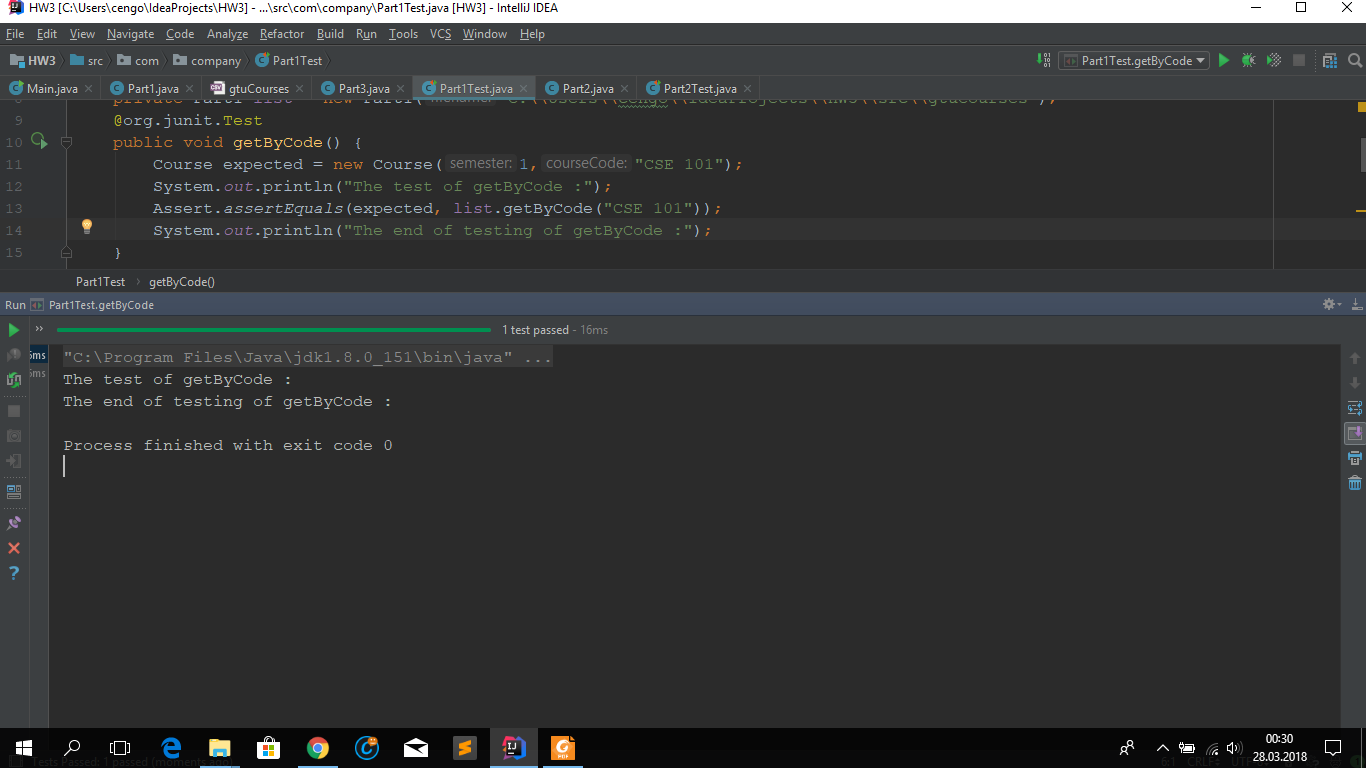 HW3 [C:\Users\cengo\IdeaProjects\HW3] - ...\src\com\company\Part1Test.java [HW3] - IntelliJ IDEA
File Edit View Navigate Code Analyze Refactor Build Run Tools VCS Window Help
HW3 src com company Part1Test Part1Test.getByCode
Main.java Part1.java gtuCourses Part3.java Part1Test.java Part2.java Part2Test.java
9 @org.junit.Test
10 public void getByCode() {
11 Course expected = new Course( semester: 1, courseCode: "CSE 101");
12 System.out.println("The test of getByCode :");
13 Assert.assertEquals(expected, list.getByCode("CSE 101"));
14 System.out.println("The end of testing of getByCode :");
15 }
Part1Test getByCode()
Run Part1Test.getByCode
1 test passed - 16ms
6ms "C:\Program Files\Java\jdk1.8.0_151\bin\java" ...
6ms The test of getByCode :
The end of testing of getByCode :
Process finished with exit code 0
00:30
28.03.2018
Tests Passed: 1 passed (moments ago)
6:1 CRLF